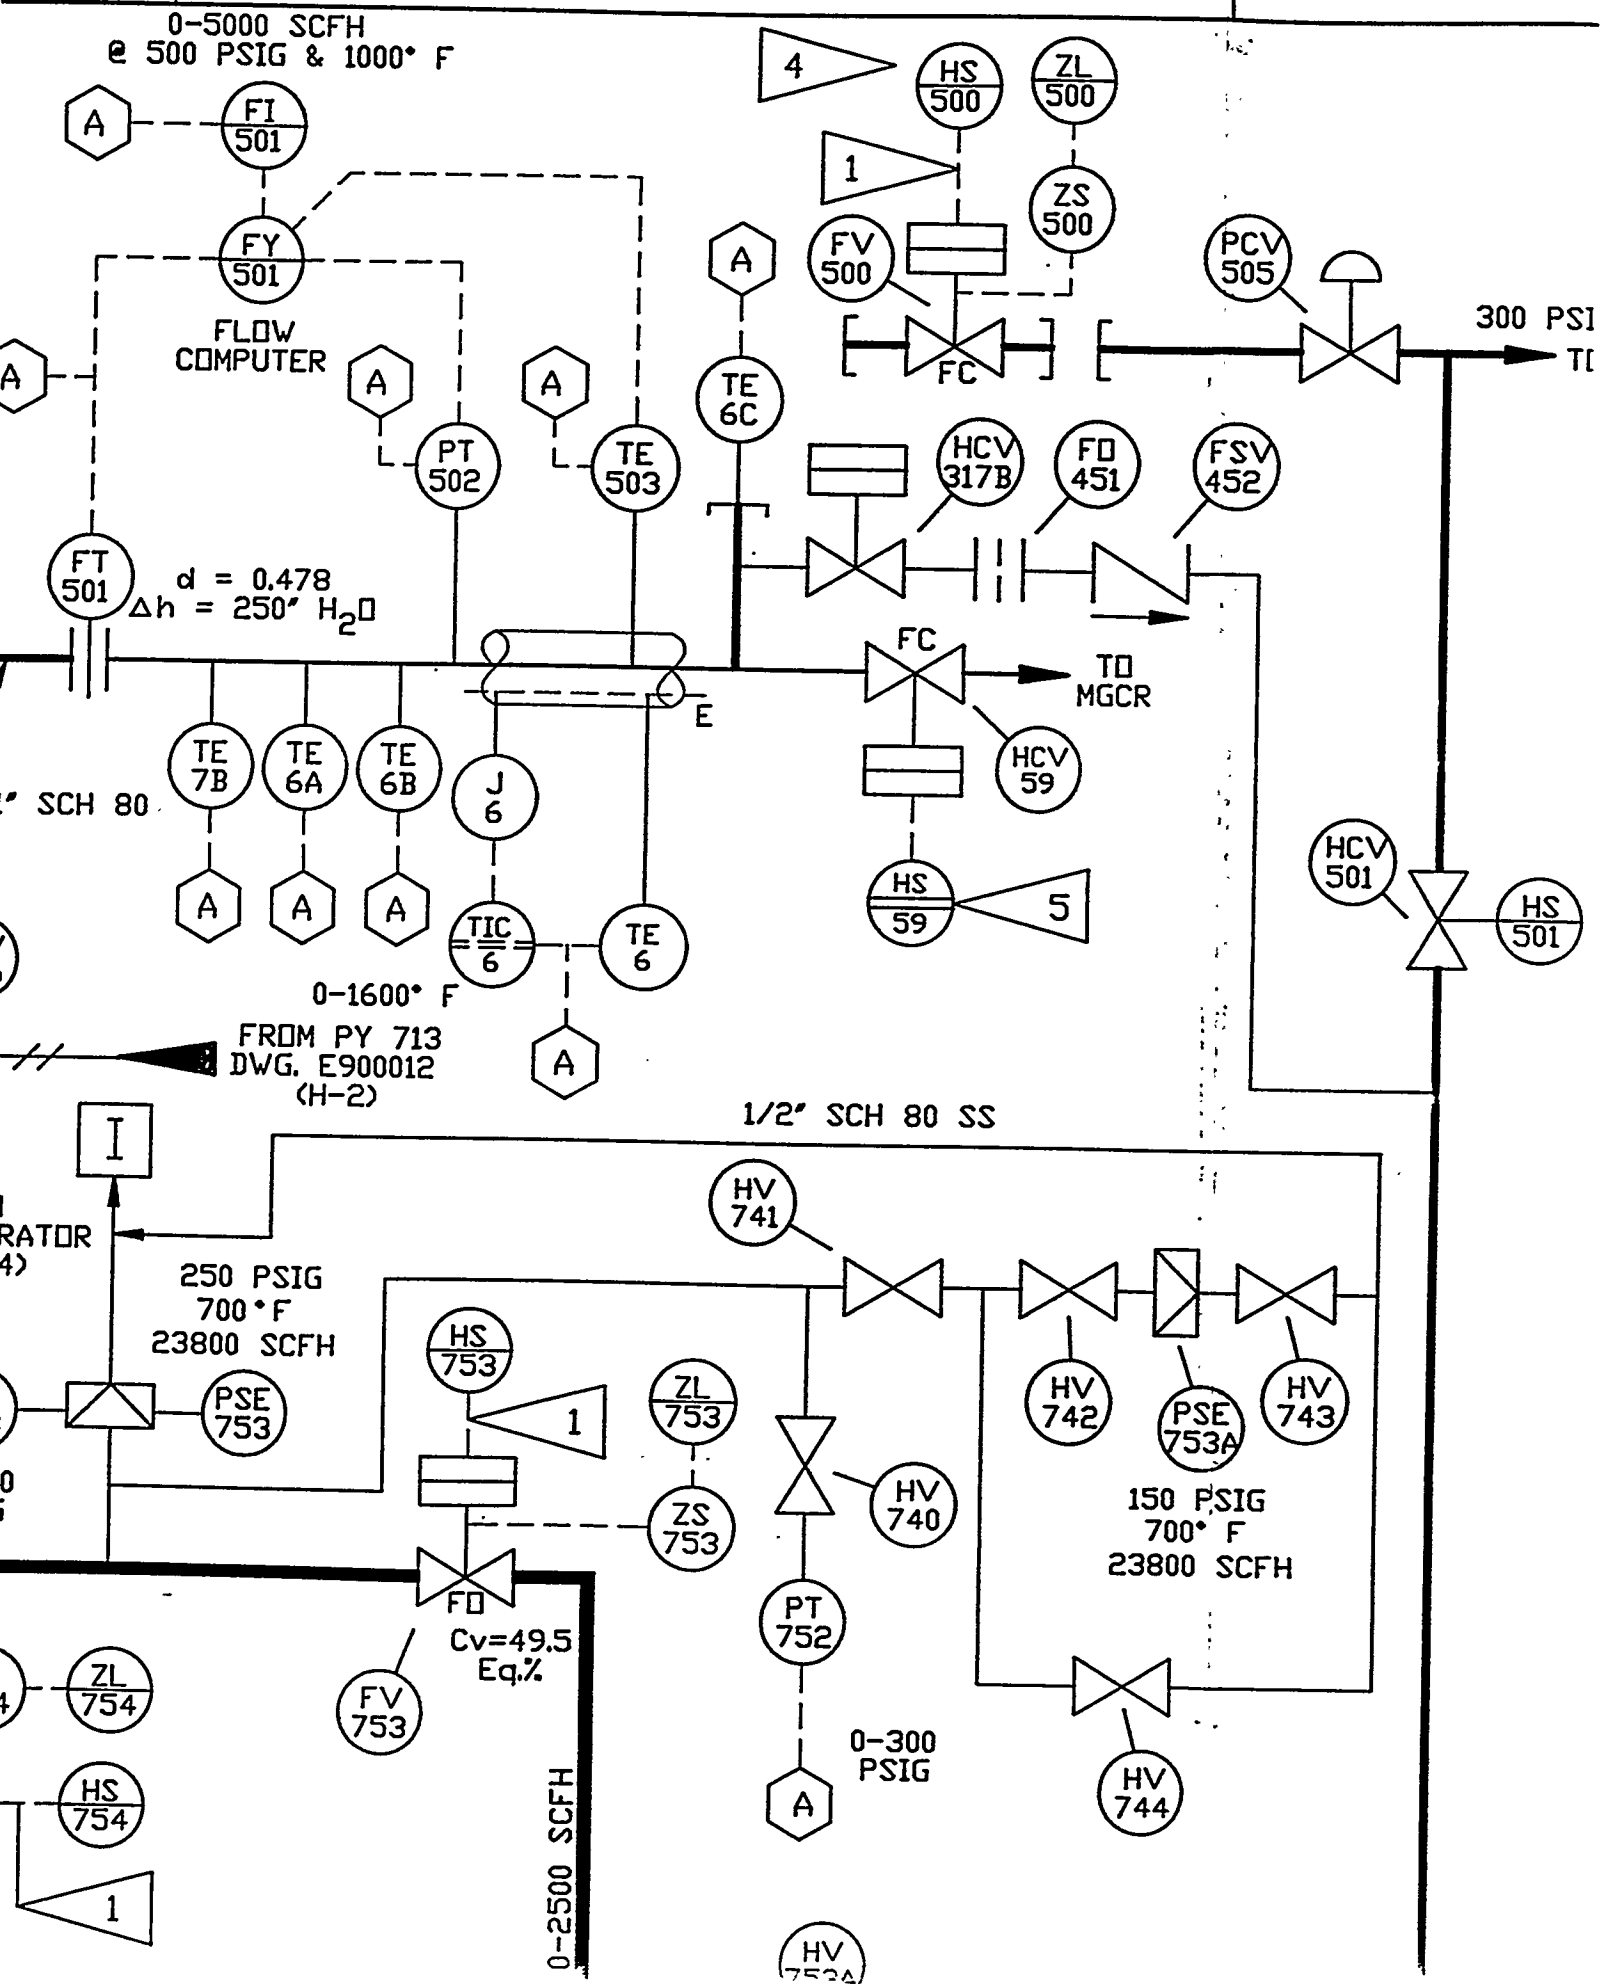 0-5000 SCFH
@ 500 PSIG & 1000° F
4
HS
500
ZL
500
A
FI
501
1
ZS
500
FY
501
FLOW
COMPUTER
A
FV
500
PCV
505
300 PSI
FC
A
A
A
TE
6C
PT
502
TE
503
HCV
317B
FO
451
FSV
452
FT
501
d = 0.478
Δh = 250" H2O
FC
TO
MGCR
E
TE
7B
TE
6A
TE
6B
J
6
HCV
59
" SCH 80
A
A
A
TIC
6
TE
6
HS
59
5
HCV
501
HS
501
0-1600° F
FROM PY 713
DWG. E900012
(H-2)
A
1/2" SCH 80 SS
I
RATOR
4)
HV
741
250 PSIG
700°F
23800 SCFH
HS
753
1
ZL
753
PSE
753
HV
742
PSE
753A
HV
743
HV
740
ZS
753
150 PSIG
700° F
23800 SCFH
FO
Cv=49.5
Eq.%
PT
752
FV
753
ZL
754
0-300
PSIG
HS
754
A
HV
744
1
0-2500 SCFH
HV
753A